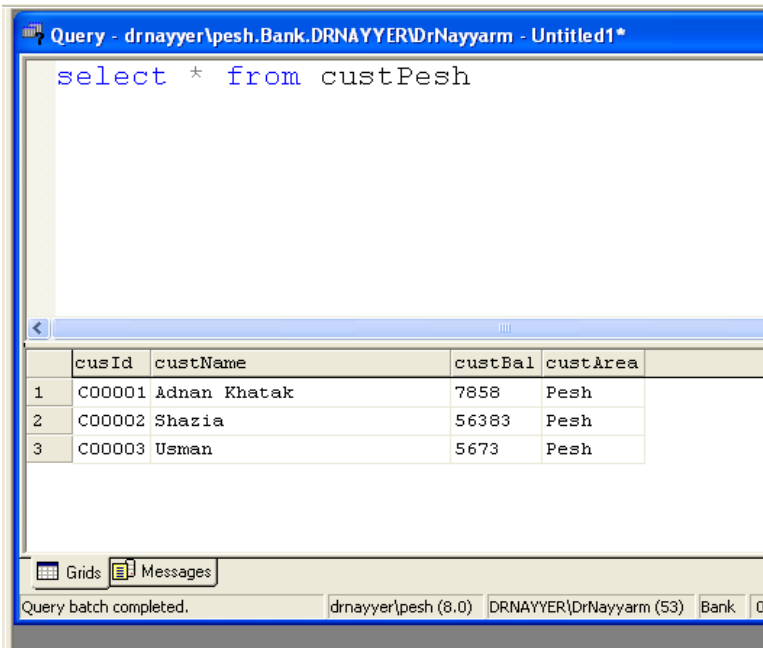 Query - drnayyer\pesh.Bank.DRNAYYER\DrNayyarm - Untitled1*
select * from custPesh
cusId custName custBal custArea
1 C00001 Adnan Khatak 7858 Pesh
2 C00002 Shazia 56383 Pesh
3 C00003 Usman 5673 Pesh
Grids Messages
Query batch completed. drnayyer\pesh (8.0) DRNAYYER\DrNayyarm (53) Bank